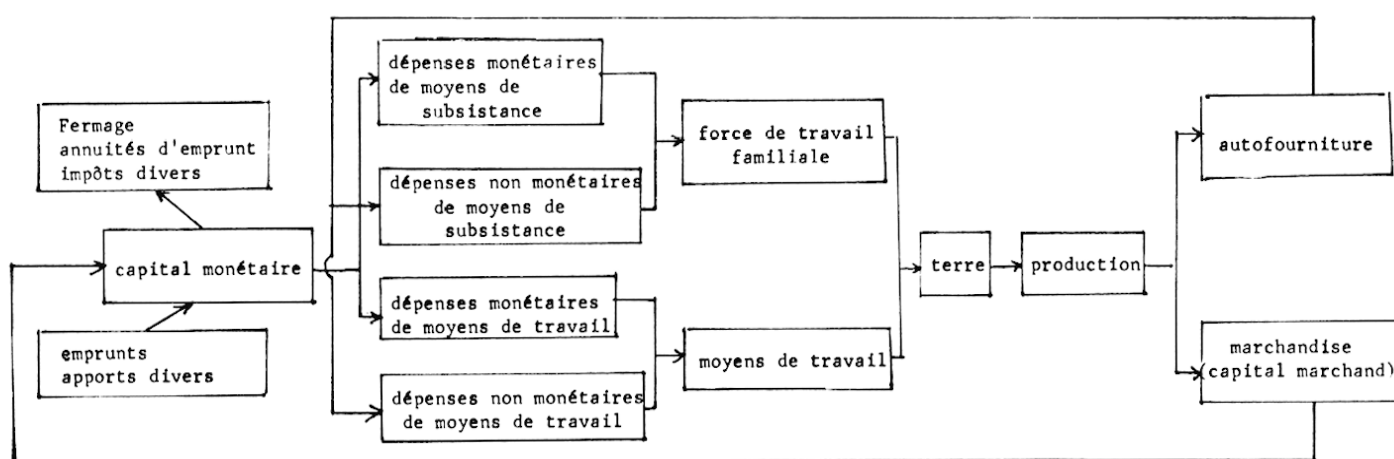 Fermage
annuités d'emprunt
impôts divers
capital monétaire
emprunts
apports divers
dépenses monétaires
de moyens de
subsistance
dépenses non monétaires
de moyens de
subsistance
dépenses monétaires
de moyens de travail
dépenses non monétaires
de moyens de travail
force de travail
familiale
moyens de travail
terre
production
autofourniture
marchandise
(capital marchand)